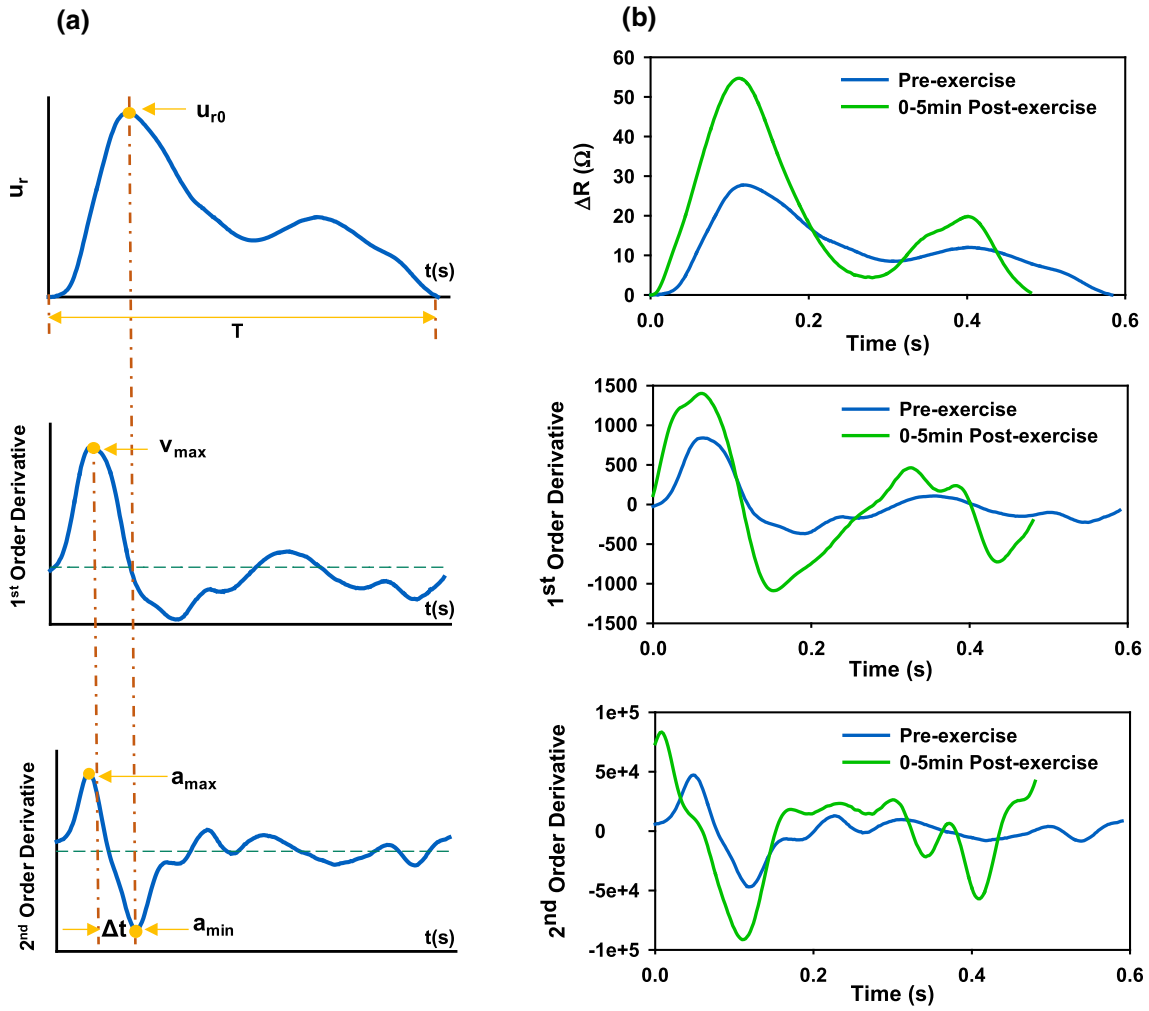 (a)
u_r0
u_r
t(s)
T
v_max
1st Order Derivative
t(s)
a_max
2nd Order Derivative
Δt
a_min
t(s)
(b)
60
50
40
30
20
10
0
ΔR (Ω)
Pre-exercise
0-5min Post-exercise
0.0 0.2 0.4 0.6
Time (s)
1500
1000
500
0
-500
-1000
-1500
1st Order Derivative
Pre-exercise
0-5min Post-exercise
0.0 0.2 0.4 0.6
Time (s)
1e+5
5e+4
0
-5e+4
-1e+5
2nd Order Derivative
Pre-exercise
0-5min Post-exercise
0.0 0.2 0.4 0.6
Time (s)